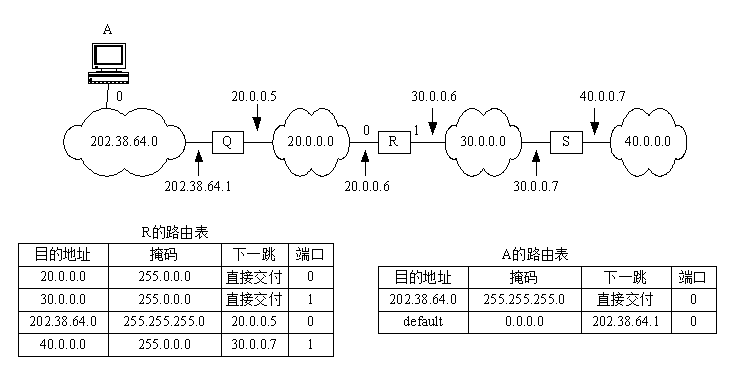 A
0
20.0.0.5
30.0.0.6
40.0.0.7
202.38.64.0
Q
20.0.0.0
0
R
1
30.0.0.0
S
40.0.0.0
202.38.64.1
20.0.0.6
30.0.0.7
R的路由表
目的地址 掩码 下一跳 端口
20.0.0.0 255.0.0.0 直接交付 0
30.0.0.0 255.0.0.0 直接交付 1
202.38.64.0 255.255.255.0 20.0.0.5 0
40.0.0.0 255.0.0.0 30.0.0.7 1
A的路由表
目的地址 掩码 下一跳 端口
202.38.64.0 255.255.255.0 直接交付 0
default 0.0.0.0 202.38.64.1 0